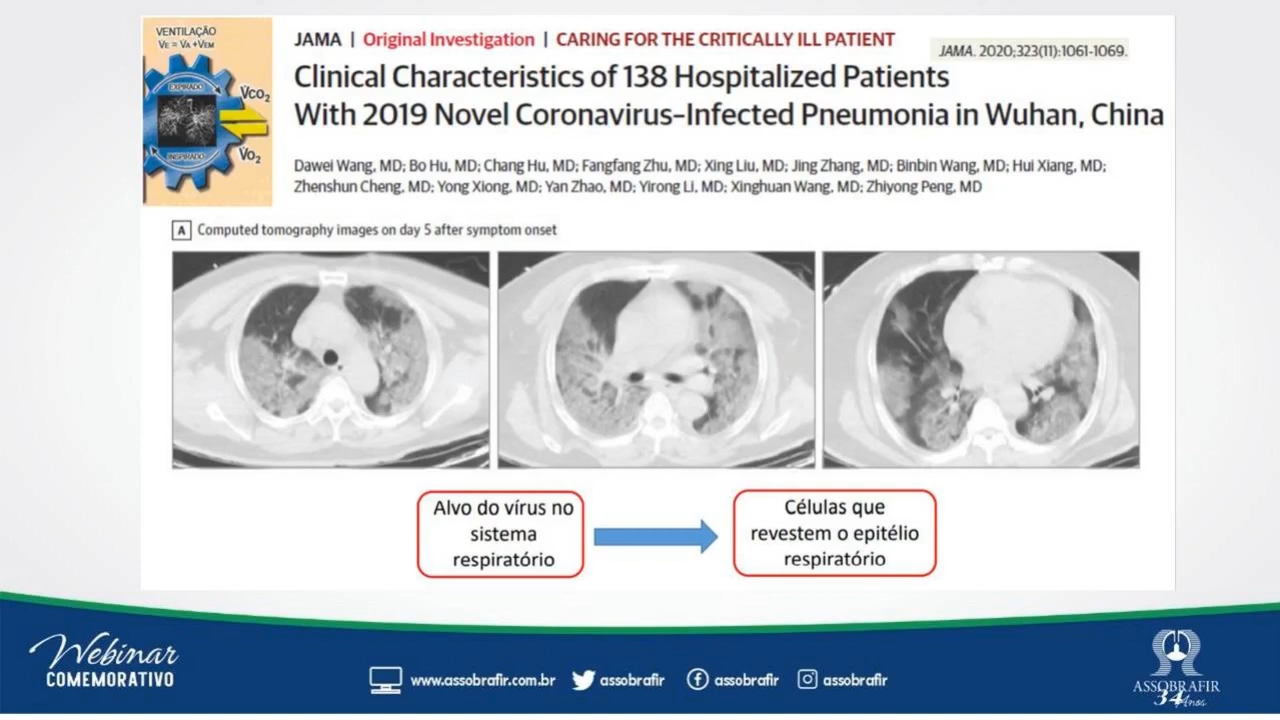 VENTILAÇÃO
VE = VA +VEM
EXPIRADO
V̇CO2
INSPIRADO
V̇O2
JAMA | Original Investigation | CARING FOR THE CRITICALLY ILL PATIENT
JAMA. 2020;323(11):1061-1069.
Clinical Characteristics of 138 Hospitalized Patients
With 2019 Novel Coronavirus–Infected Pneumonia in Wuhan, China
Dawei Wang, MD; Bo Hu, MD; Chang Hu, MD; Fangfang Zhu, MD; Xing Liu, MD; Jing Zhang, MD; Binbin Wang, MD; Hui Xiang, MD;
Zhenshun Cheng, MD; Yong Xiong, MD; Yan Zhao, MD; Yirong Li, MD; Xinghuan Wang, MD; Zhiyong Peng, MD
A Computed tomography images on day 5 after symptom onset
Alvo do vírus no
sistema
respiratório
Células que
revestem o epitélio
respiratório
Webinar
COMEMORATIVO
www.assobrafir.com.br
assobrafir
assobrafir
assobrafir
ASSOBRAFIR
34 Anos